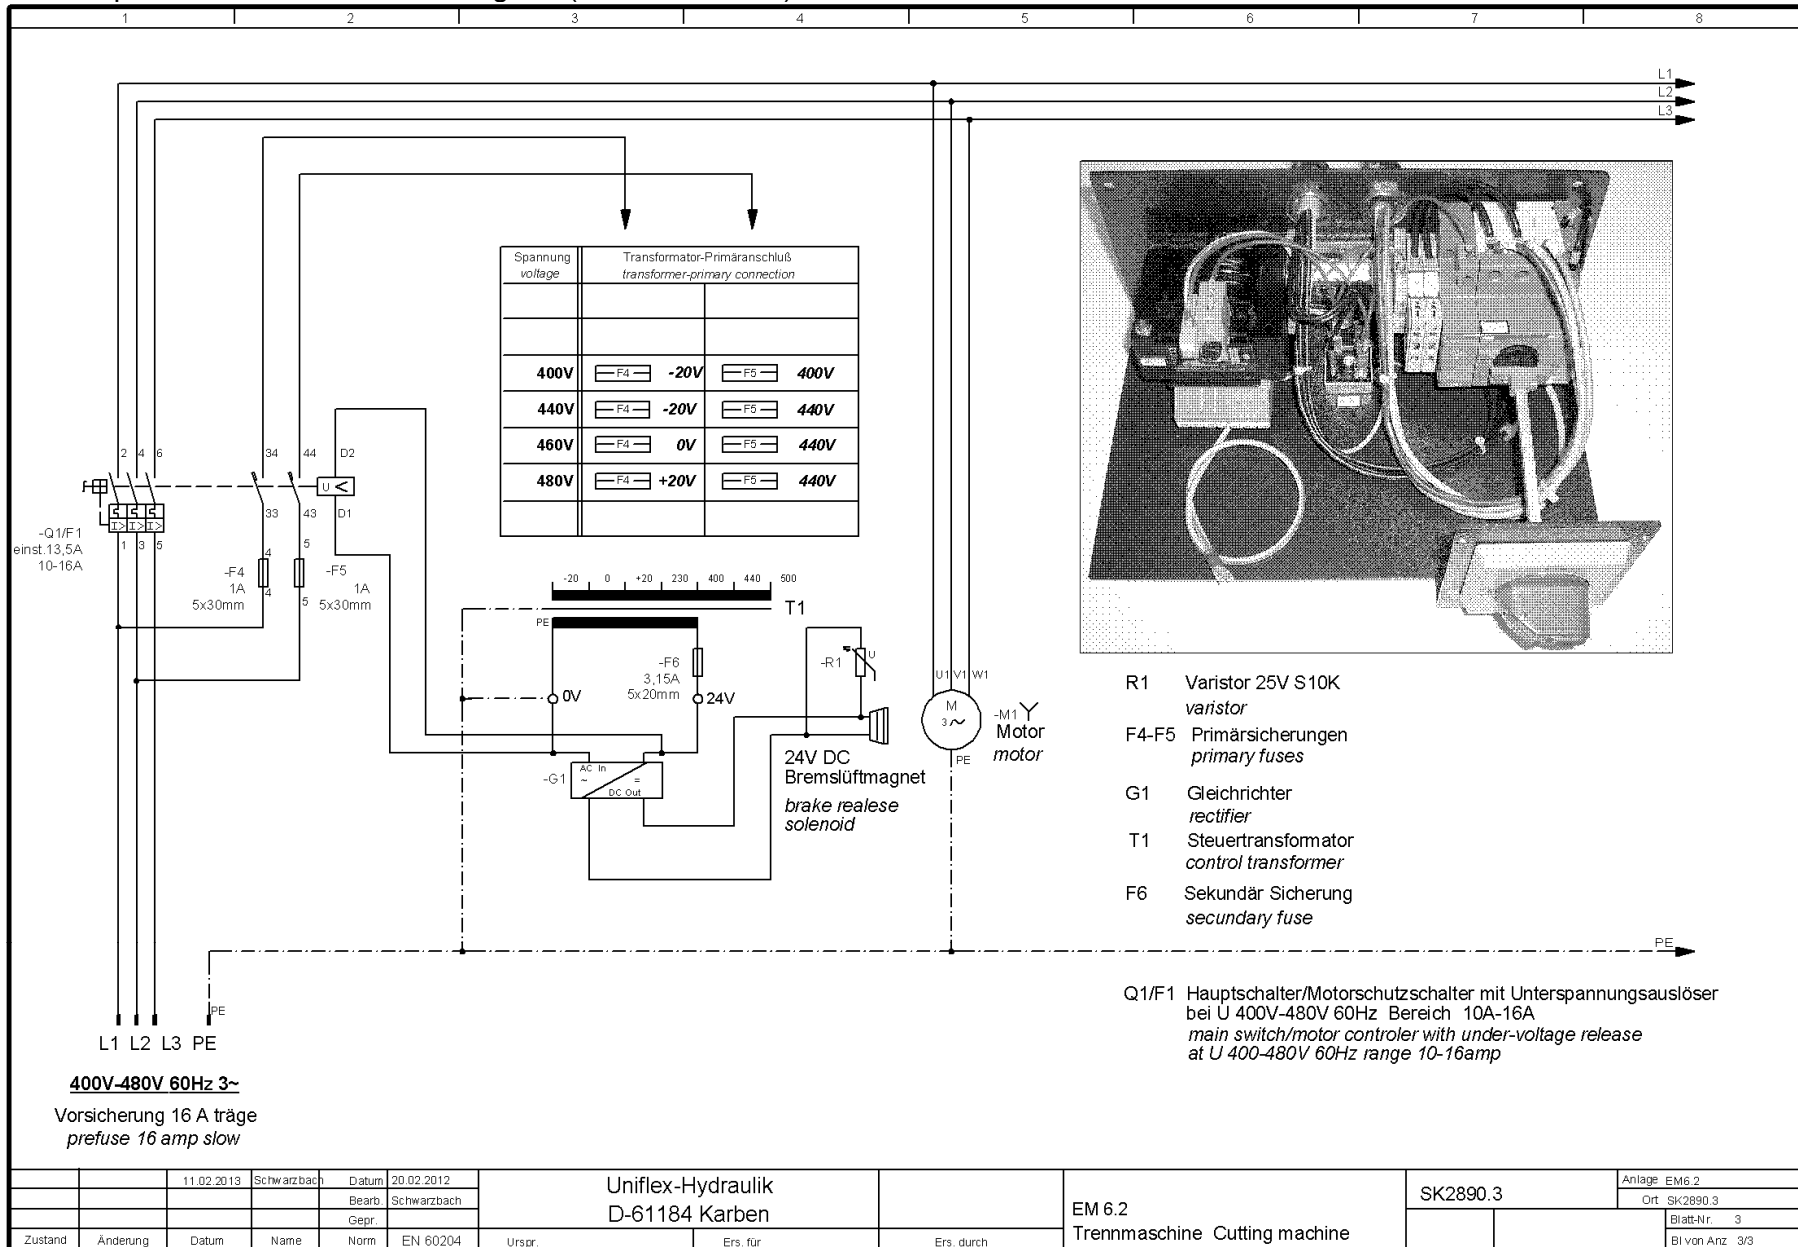 1 2 3 4 5 6 7 8
L1
L2
L3
Spannung
voltage
Transformator-Primäranschluß
transformer-primary connection
400V F4 -20V F5 400V
440V F4 -20V F5 440V
460V F4 0V F5 440V
480V F4 +20V F5 440V
2 4 6 34 44 D2
U <
33 43 D1
I> I> I>
-Q1/F1
einst.13,5A
10-16A
1 3 5
4 5
-F4
1A
5x30mm
4 5
-F5
1A
5x30mm
-20 0 +20 230 400 440 500
T1
PE
-F6
3,15A
5x20mm
0V
24V
-R1
U
-G1
AC In
~
=
DC Out
24V DC
Bremslüftmagnet
brake realese
solenoid
U1 V1 W1
M
3~
-M1
Motor
motor
PE
R1 Varistor 25V S10K
varistor
F4-F5 Primärsicherungen
primary fuses
G1 Gleichrichter
rectifier
T1 Steuertransformator
control transformer
F6 Sekundär Sicherung
secundary fuse
PE
PE
L1 L2 L3 PE
Q1/F1 Hauptschalter/Motorschutzschalter mit Unterspannungsauslöser
bei U 400V-480V 60Hz Bereich 10A-16A
main switch/motor controler with under-voltage release
at U 400-480V 60Hz range 10-16amp
400V-480V 60Hz 3~
Vorsicherung 16 A träge
prefuse 16 amp slow
11.02.2013 Schwarzbach Datum 20.02.2012
Bearb. Schwarzbach
Gepr.
Zustand Änderung Datum Name Norm EN 60204
Uniflex-Hydraulik
D-61184 Karben
Urspr. Ers. für Ers. durch
EM 6.2
Trennmaschine Cutting machine
SK2890.3
Anlage EM6.2
Ort SK2890.3
Blatt-Nr. 3
Bl von Anz 3/3